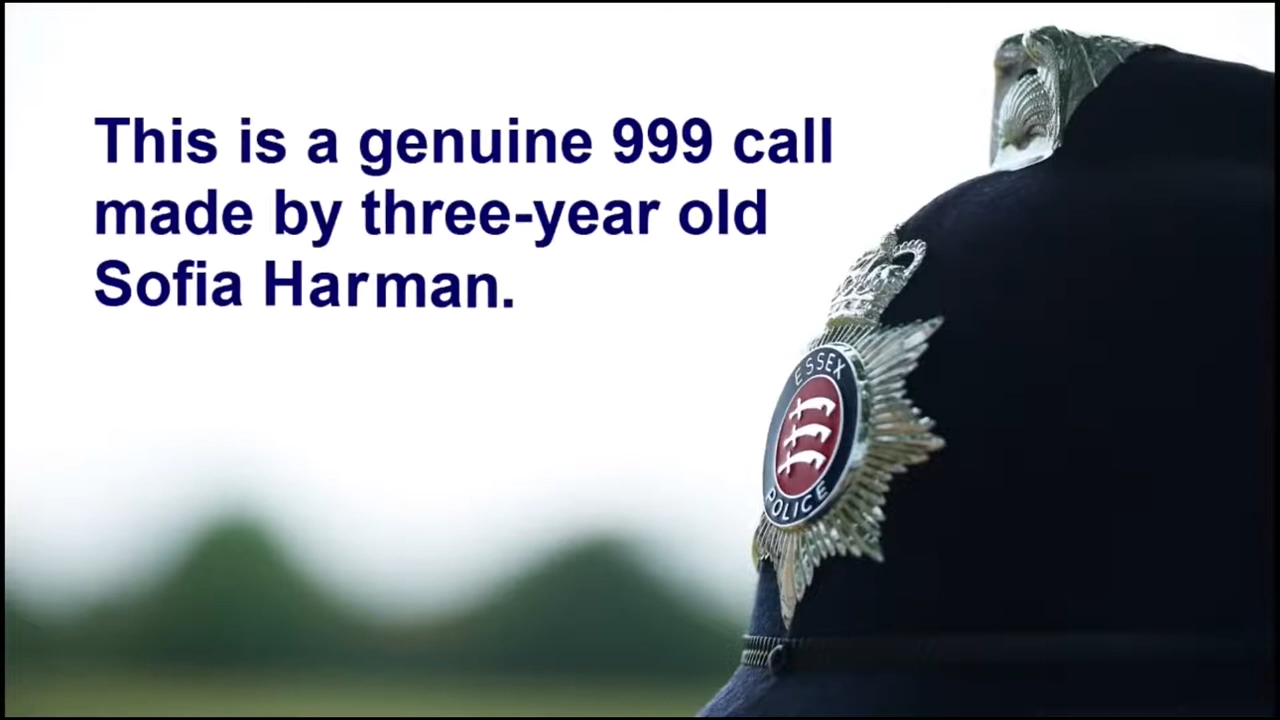 This is a genuine 999 call
made by three-year old
Sofia Harman.
ESSEX
POLICE